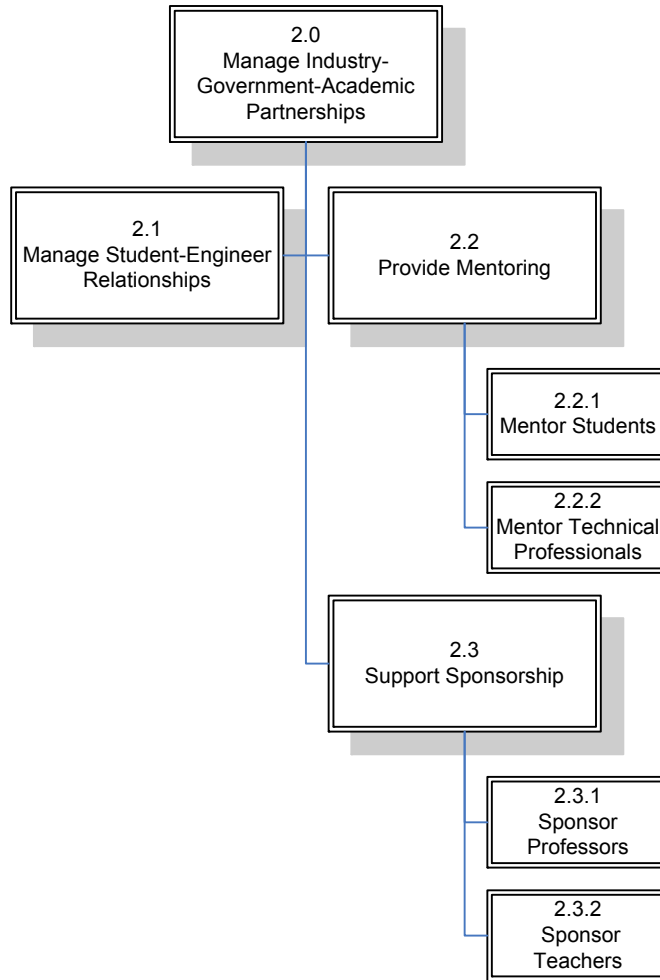 2.0
Manage Industry-
Government-Academic
Partnerships
2.1
Manage Student-Engineer
Relationships
2.2
Provide Mentoring
2.2.1
Mentor Students
2.2.2
Mentor Technical
Professionals
2.3
Support Sponsorship
2.3.1
Sponsor
Professors
2.3.2
Sponsor
Teachers